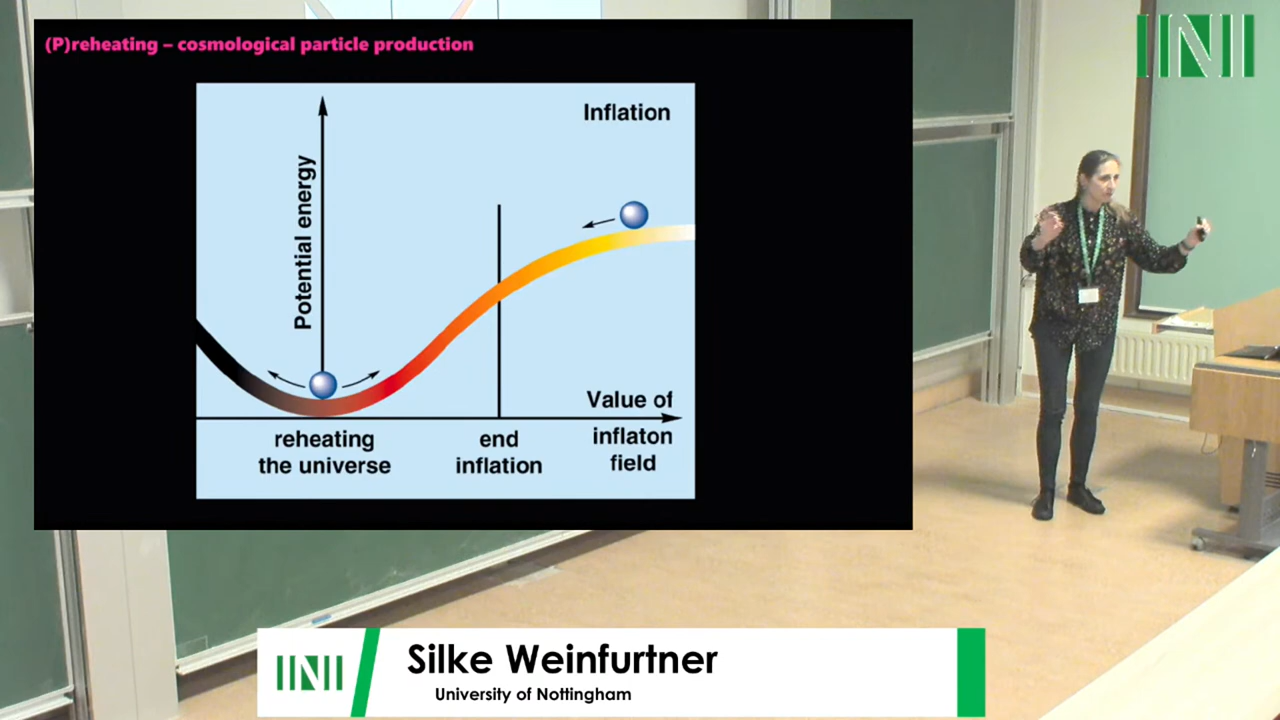 (P)reheating – cosmological particle production
INI
Inflation
Potential energy
Value of
inflaton
field
reheating
the universe
end
inflation
INI
Silke Weinfurtner
University of Nottingham